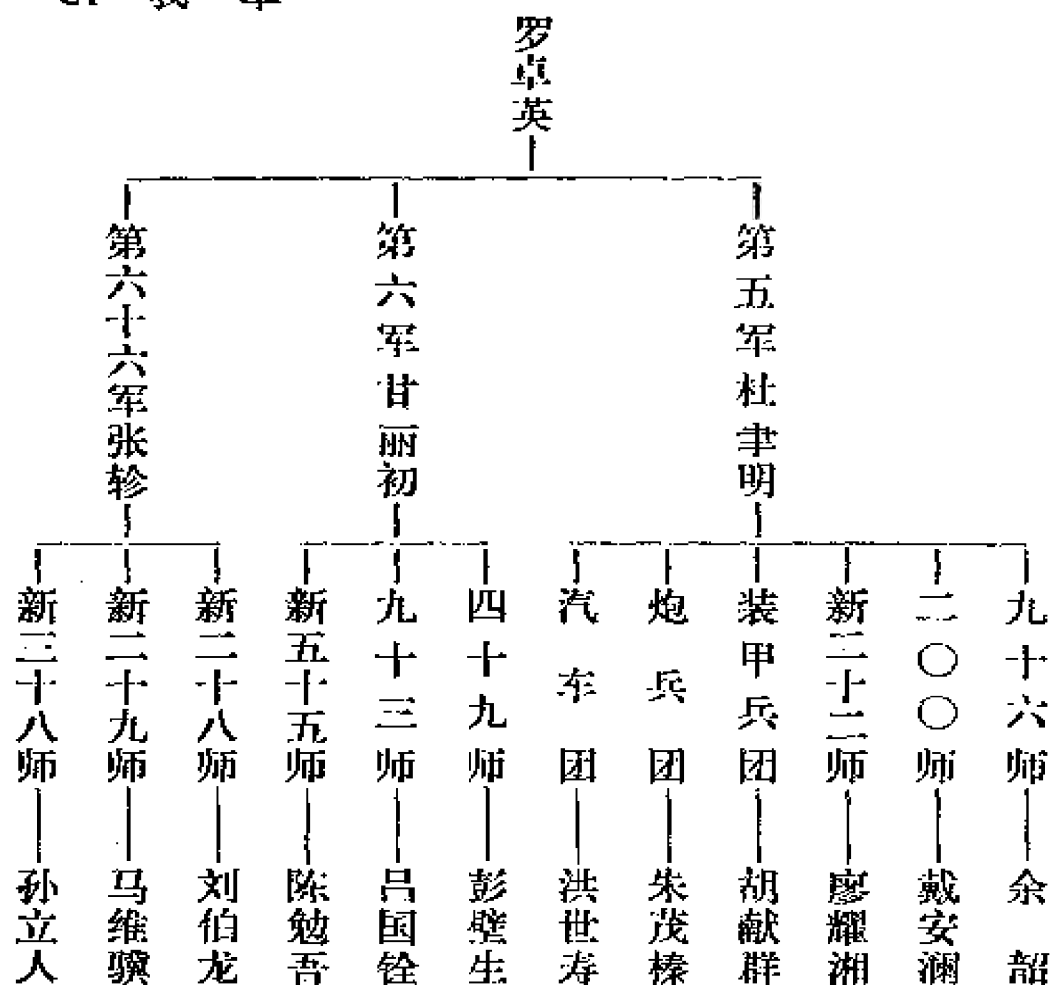 罗卓英
第五军杜聿明
第六军甘丽初
第六十六军张轸
九十六师
二〇〇师
新二十二师
装甲兵团
炮兵团
汽车团
四十九师
九十三师
新五十五师
新二十八师
新二十九师
新三十八师
余韶
戴安澜
廖耀湘
胡献群
朱茂榛
洪世寿
彭壁生
吕国铨
陈勉吾
刘伯龙
马维骥
孙立人